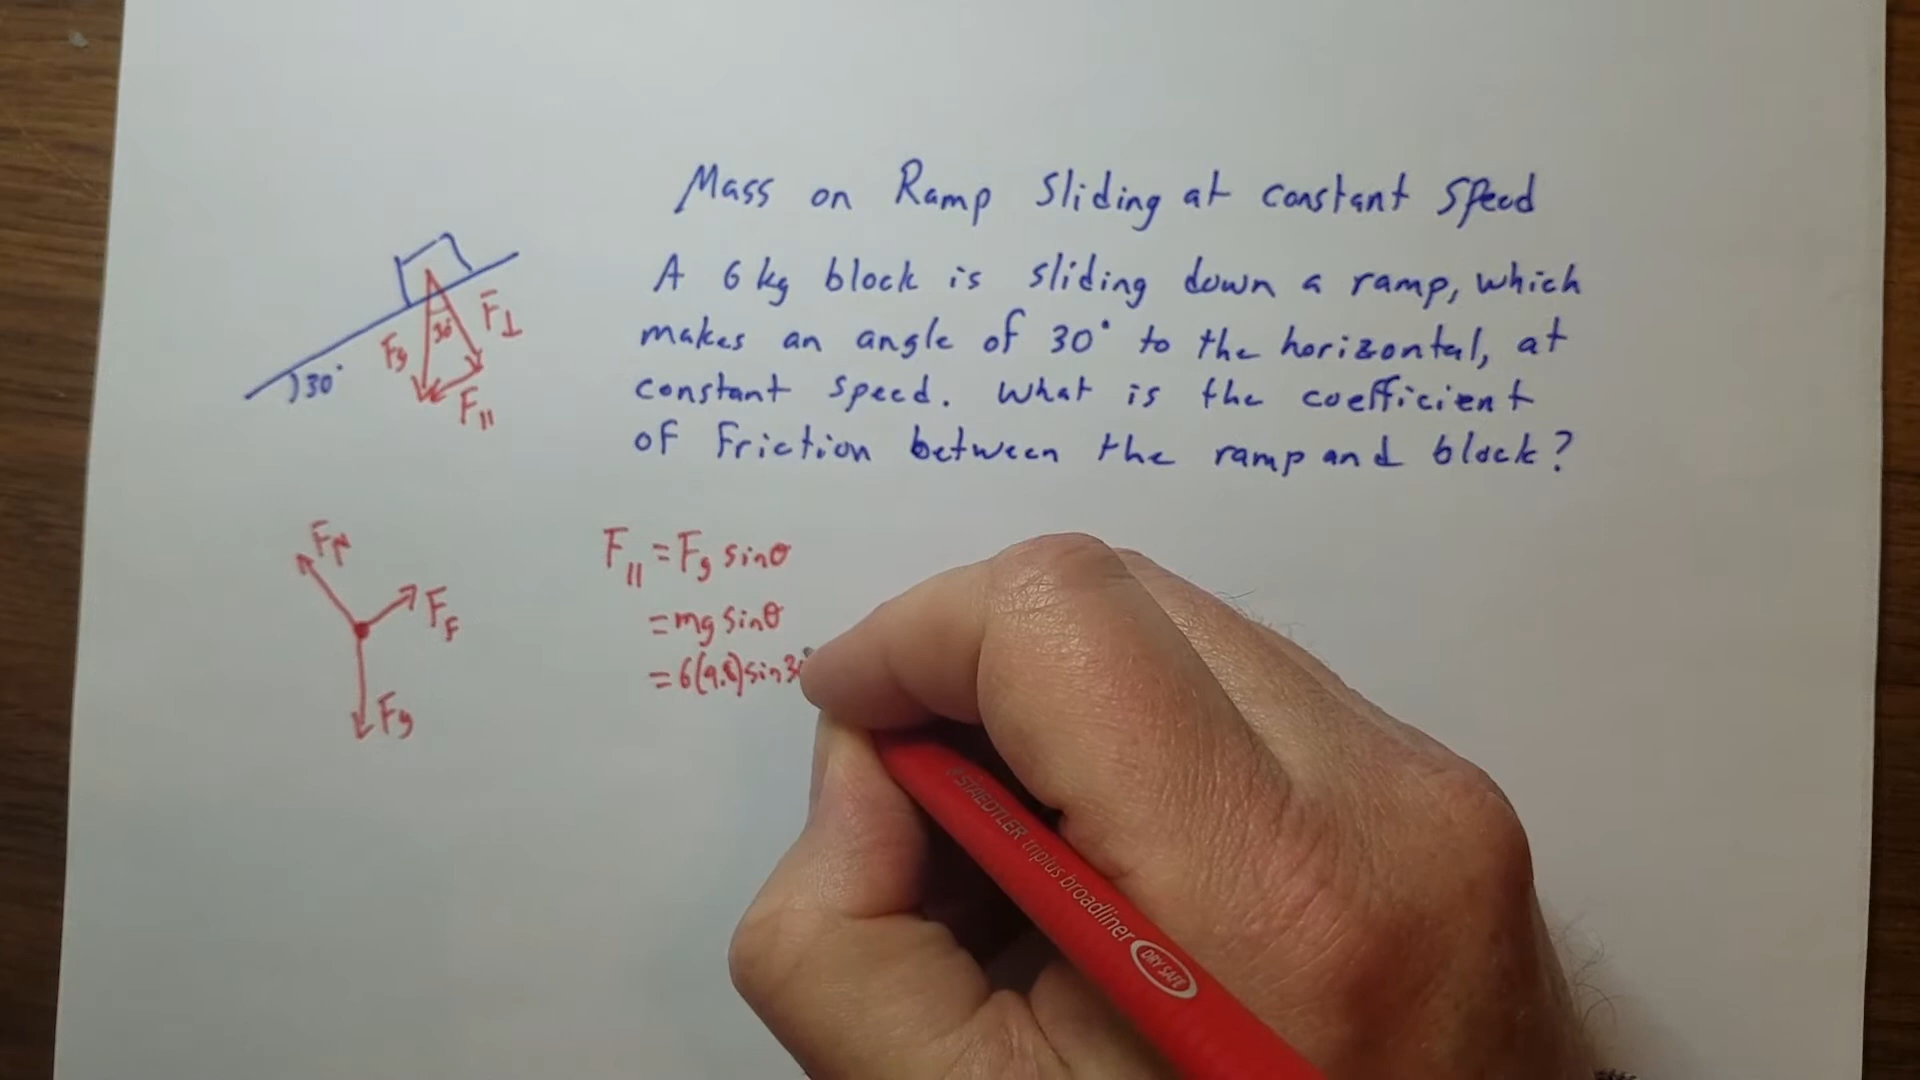 Mass on Ramp Sliding at constant Speed
A 6 kg block is sliding down a ramp, which
makes an angle of 30° to the horizontal, at
constant speed. What is the coefficient
of friction between the ramp and block?
30°
Fg
30°
F⊥
F||
FN
FF
Fg
F|| = Fg sinθ
= mg sinθ
= 6(9.8)sin30
STAEDTLER triplus broadliner DRY SAFE